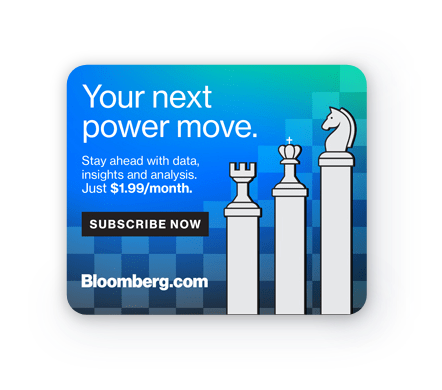 Your next
power move.
Stay ahead with data,
insights and analysis.
Just $1.99/month.
SUBSCRIBE NOW
Bloomberg.com